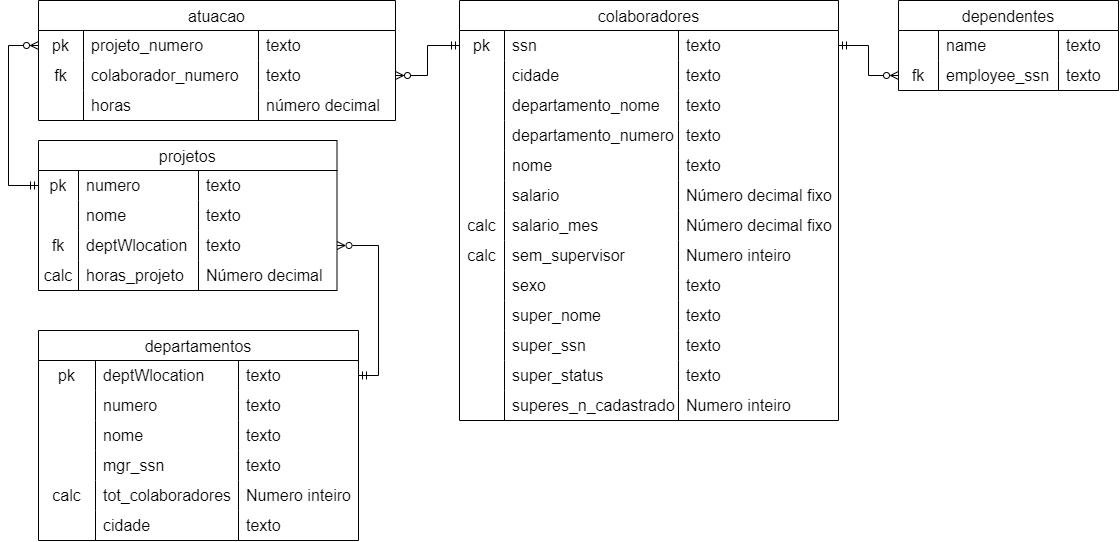 atuacao
pk projeto_numero texto
fk colaborador_numero texto
horas número decimal
projetos
pk numero texto
nome texto
fk deptWlocation texto
calc horas_projeto Número decimal
departamentos
pk deptWlocation texto
numero texto
nome texto
mgr_ssn texto
calc tot_colaboradores Numero inteiro
cidade texto
colaboradores
pk ssn texto
cidade texto
departamento_nome texto
departamento_numero texto
nome texto
salario Número decimal fixo
calc salario_mes Número decimal fixo
calc sem_supervisor Numero inteiro
sexo texto
super_nome texto
super_ssn texto
super_status texto
superes_n_cadastrado Numero inteiro
dependentes
name texto
fk employee_ssn texto